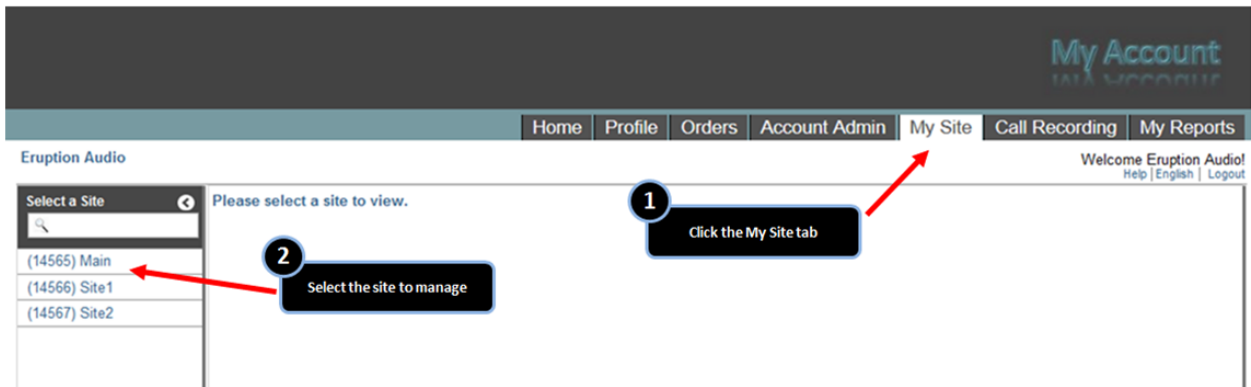 My Account
Home Profile Orders Account Admin My Site Call Recording My Reports
Eruption Audio
Welcome Eruption Audio!
Help | English | Logout
Select a Site
Please select a site to view.
1
Click the My Site tab
(14565) Main
(14566) Site1
(14567) Site2
2
Select the site to manage